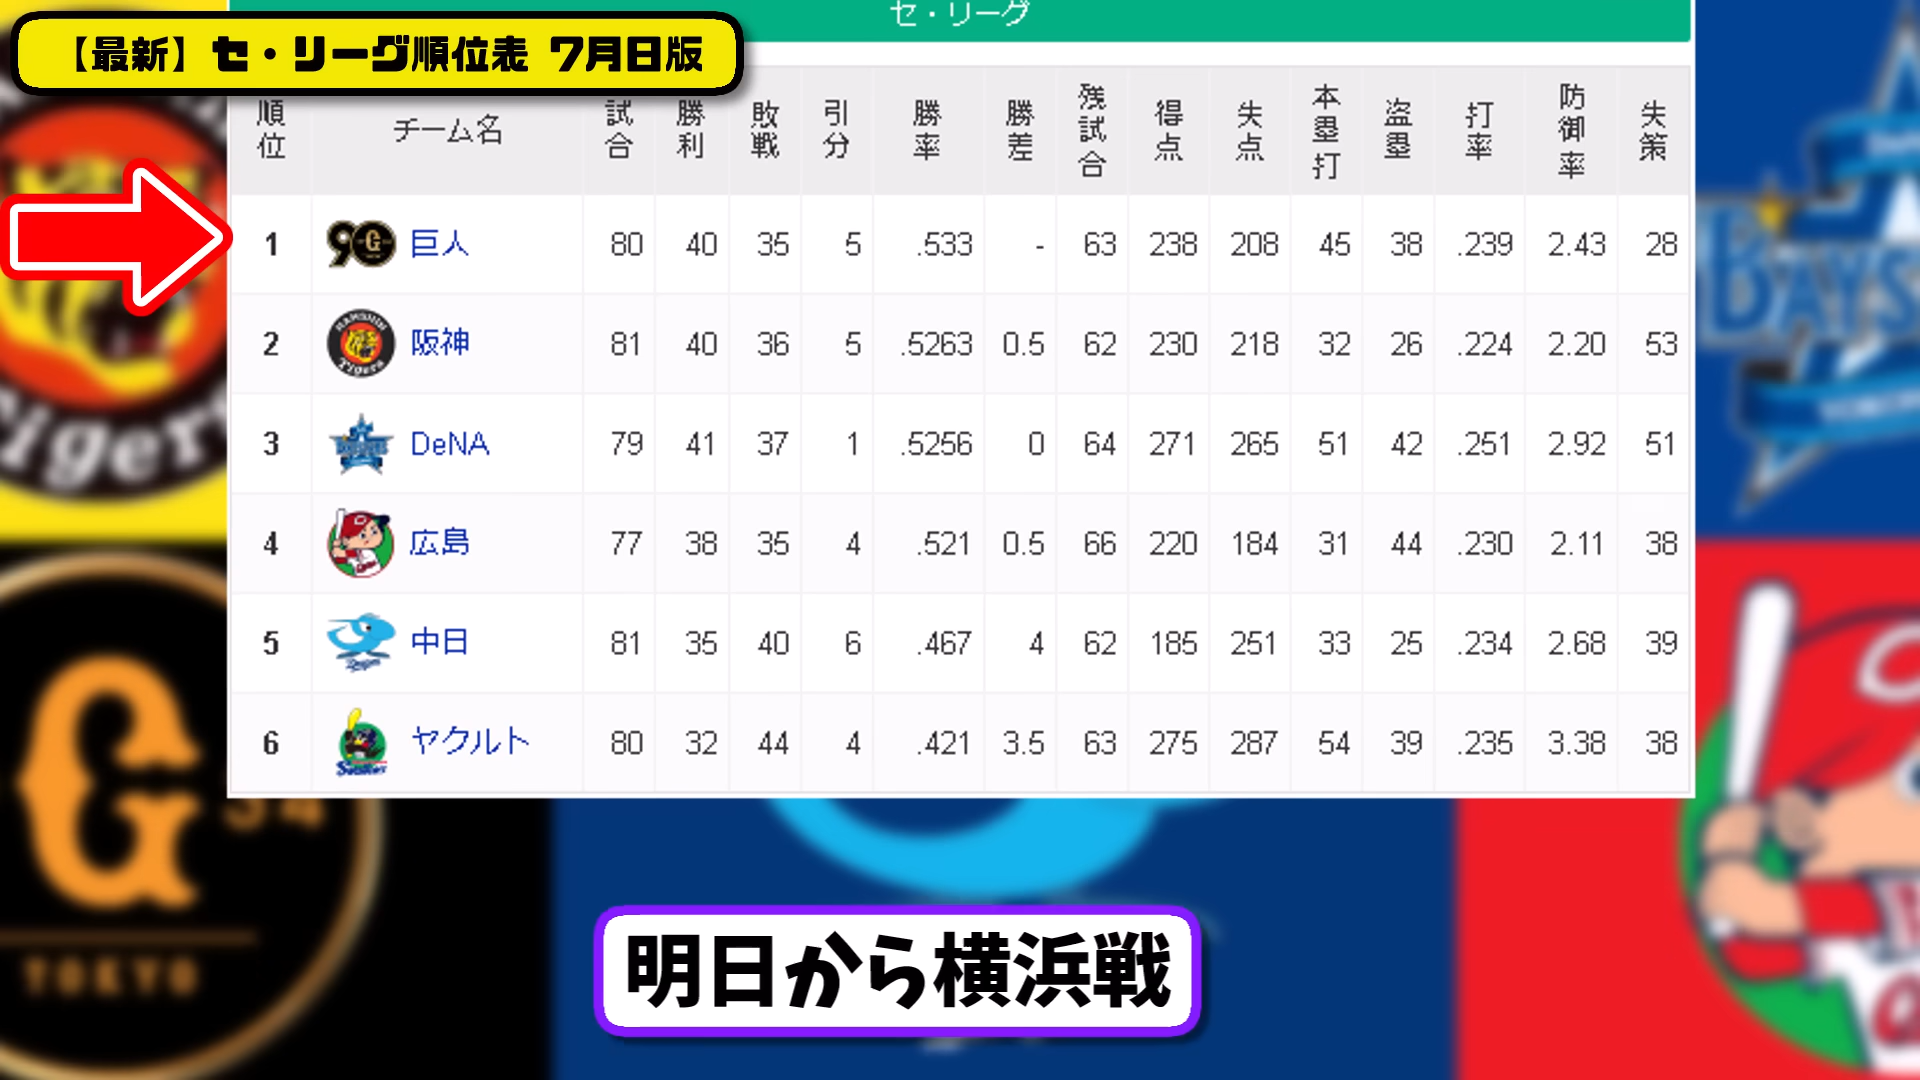 セ・リーグ
【最新】セ・リーグ順位表 7月日版
順位 チーム名 試合 勝利 敗戦 引分 勝率 勝差 残試合 得点 失点 本塁打 盗塁 打率 防御率 失策
1 巨人 80 40 35 5 .533 - 63 238 208 45 38 .239 2.43 28
2 阪神 81 40 36 5 .5263 0.5 62 230 218 32 26 .224 2.20 53
3 DeNA 79 41 37 1 .5256 0 64 271 265 51 42 .251 2.92 51
4 広島 77 38 35 4 .521 0.5 66 220 184 31 44 .230 2.11 38
5 中日 81 35 40 6 .467 4 62 185 251 33 25 .234 2.68 39
6 ヤクルト 80 32 44 4 .421 3.5 63 275 287 54 39 .235 3.38 38
Tigers
BAYS
G
TOKYO
明日から横浜戦